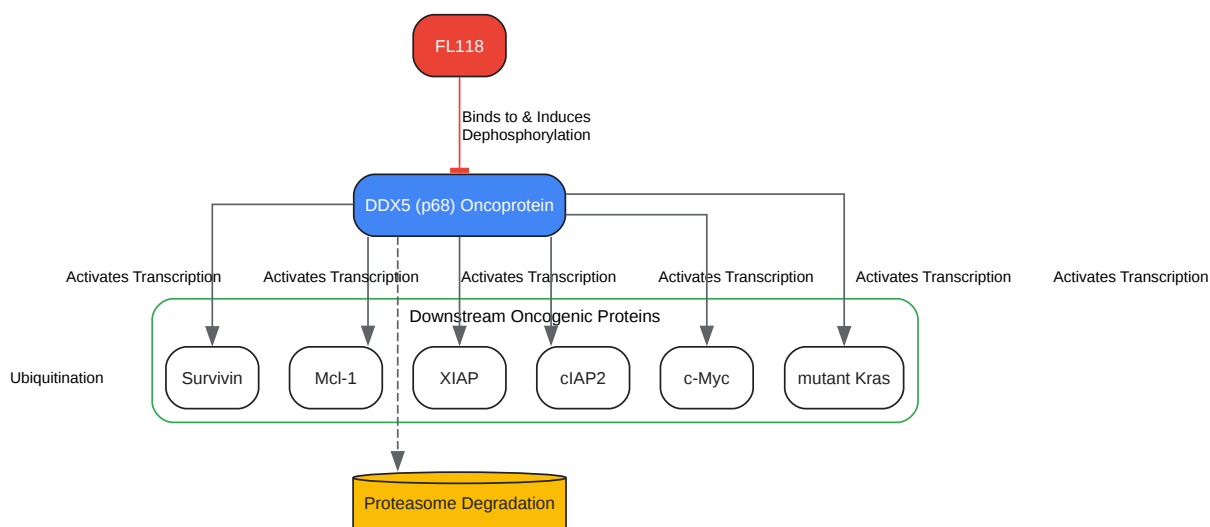 FL118
Binds to & Induces
Dephosphorylation
DDX5 (p68) Oncoprotein
Activates Transcription
Activates Transcription
Activates Transcription
Activates Transcription
Activates Transcription
Activates Transcription
Downstream Oncogenic Proteins
Ubiquitination
Survivin
Mcl-1
XIAP
cIAP2
c-Myc
mutant Kras
Proteasome Degradation